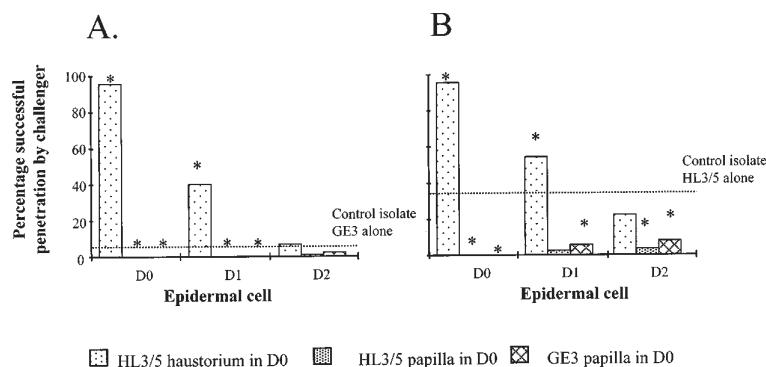 A.
B
Percentage successful
penetration by challenger
100
80
60
40
20
0
*
*
* *
* *
Control isolate
GE3 alone
D0 D1 D2
Epidermal cell
*
*
* *
*
* *
Control isolate
HL3/5 alone
D0 D1 D2
Epidermal cell
HL3/5 haustorium in D0 HL3/5 papilla in D0 GE3 papilla in D0